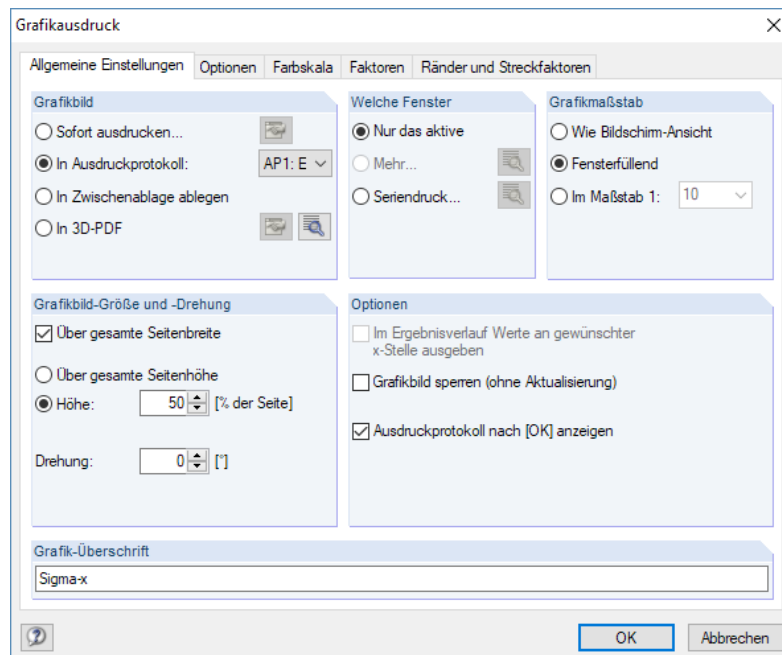 Grafikausdruck
Allgemeine Einstellungen Optionen Farbskala Faktoren Ränder und Streckfaktoren
Grafikbild
Sofort ausdrucken...
In Ausdruckprotokoll: AP1: E
In Zwischenablage ablegen
In 3D-PDF
Welche Fenster
Nur das aktive
Mehr...
Seriendruck...
Grafikmaßstab
Wie Bildschirm-Ansicht
Fensterfüllend
Im Maßstab 1: 10
Grafikbild-Größe und -Drehung
Über gesamte Seitenbreite
Über gesamte Seitenhöhe
Höhe: 50 [% der Seite]
Drehung: 0 [°]
Optionen
Im Ergebnisverlauf Werte an gewünschter
x-Stelle ausgeben
Grafikbild sperren (ohne Aktualisierung)
Ausdruckprotokoll nach [OK] anzeigen
Grafik-Überschrift
Sigma-x
OK Abbrechen